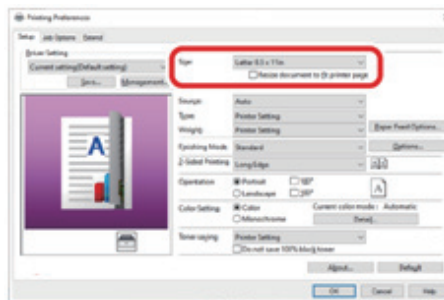 Printing Preferences
Setup Job Options Extend
Driver Setting
Current setting(Default setting)
Save... Management...
Size: Letter 8.5 x 11in
Resize document to fit printer page
Source: Auto
Type: Printer Setting
Weight: Printer Setting Paper Feed Options...
Finishing Mode Standard Options...
2-Sided Printing Long Edge
Orientation Portrait 180°
Landscape
A
A
Color Setting Color Current color mode : Automatic
Monochrome Detail...
Toner saving Printer Setting
Do not save 100% black toner
About... Default
OK Cancel Help